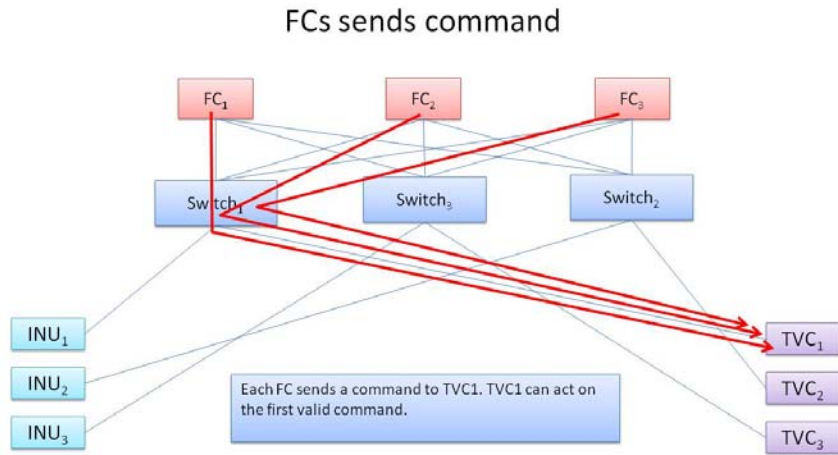 FCs sends command
FC₁ FC₂ FC₃
Switch₁ Switch₃ Switch₂
INU₁ TVC₁
INU₂ TVC₂
INU₃ TVC₃
Each FC sends a command to TVC1. TVC1 can act on
the first valid command.